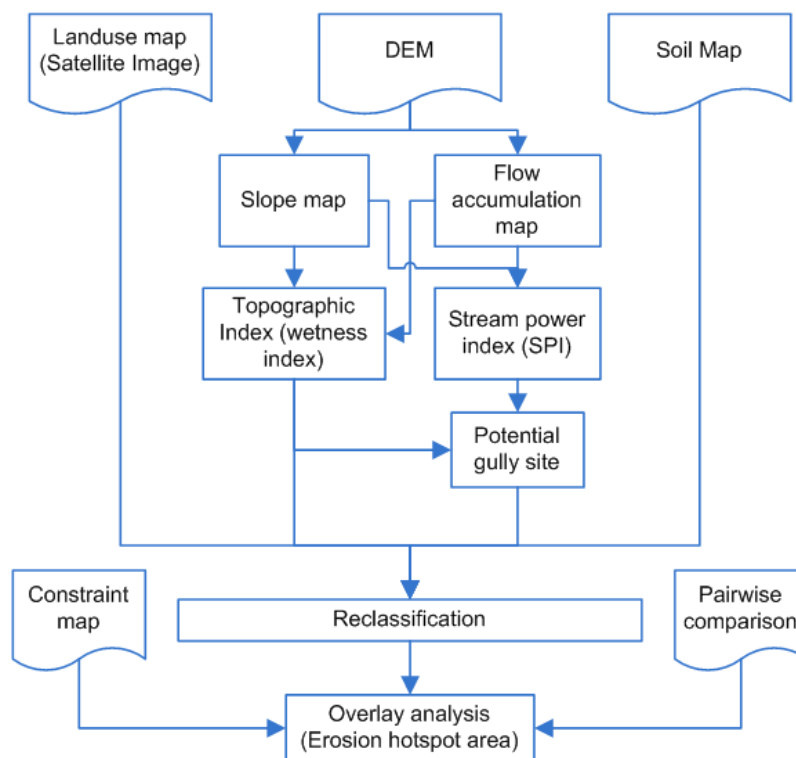 Landuse map
(Satellite Image)
DEM
Soil Map
Slope map
Flow
accumulation
map
Topographic
Index (wetness
index)
Stream power
index (SPI)
Potential
gully site
Constraint
map
Reclassification
Pairwise
comparison
Overlay analysis
(Erosion hotspot area)